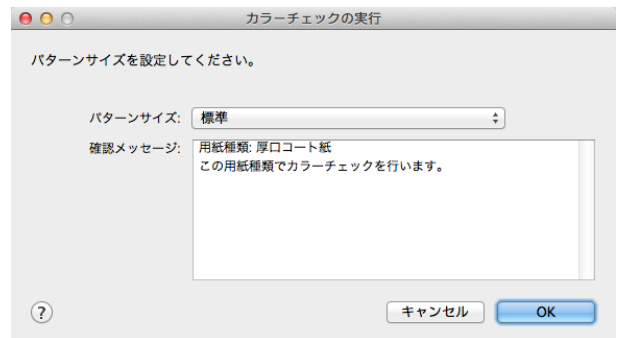 カラーチェックの実行
パターンサイズを設定してください。
パターンサイズ: 標準
確認メッセージ: 用紙種類: 厚口コート紙
この用紙種類でカラーチェックを行います。
? キャンセル OK